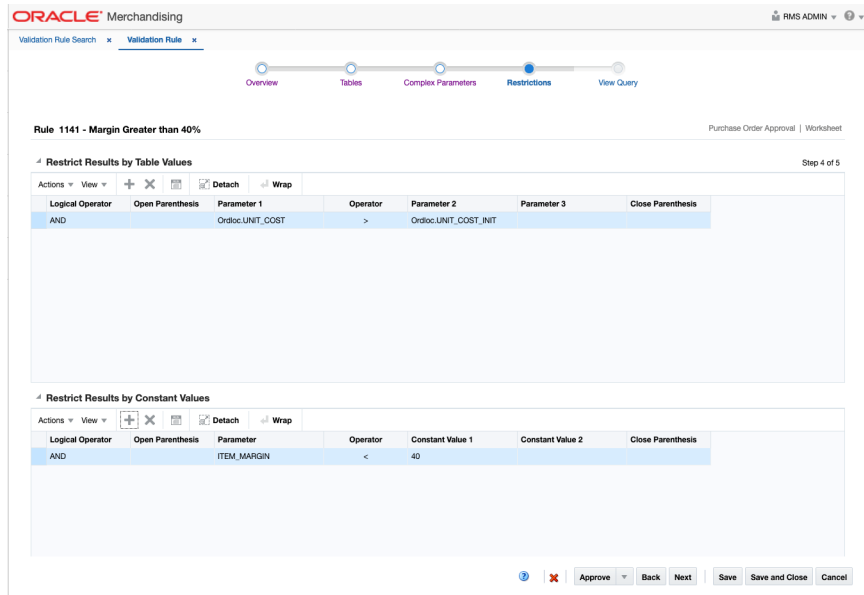 ORACLE® Merchandising RMS ADMIN
Validation Rule Search × Validation Rule ×
Overview Tables Complex Parameters Restrictions View Query
Rule 1141 - Margin Greater than 40% Purchase Order Approval | Worksheet
Restrict Results by Table Values Step 4 of 5
Actions View Detach Wrap
Logical Operator Open Parenthesis Parameter 1 Operator Parameter 2 Parameter 3 Close Parenthesis
AND Ordloc.UNIT_COST > Ordloc.UNIT_COST_INIT
Restrict Results by Constant Values
Actions View Detach Wrap
Logical Operator Open Parenthesis Parameter Operator Constant Value 1 Constant Value 2 Close Parenthesis
AND ITEM_MARGIN < 40
Approve Back Next Save Save and Close Cancel